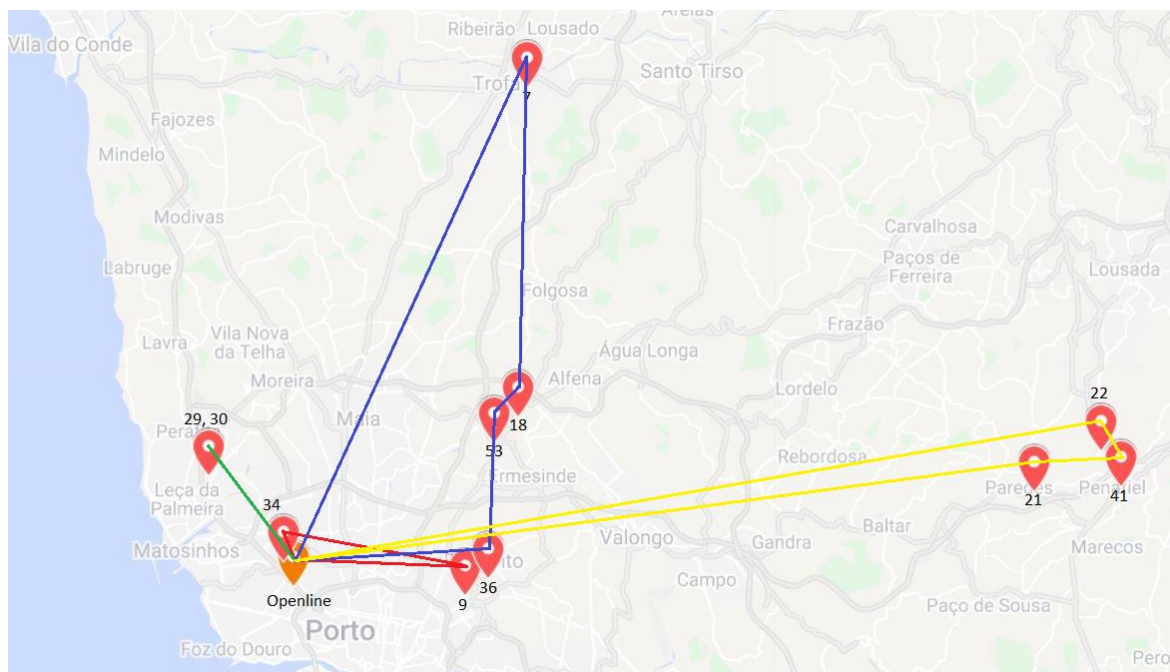 Areias
Ribeirão Lousado
Vila do Conde
Santo Tirso
Trofa
7
Fajozes
Mindelo
Modivas
Carvalhosa
Labruge
Paços de
Ferreira
Lousada
Folgosa
Vila Nova
da Telha
Lavra
Frazão
Água Longa
Moreira
Alfena
Lordelo
29, 30
Maia
18
22
53
Rebordosa
Ermesinde
Leça da
Palmeira
Paredes
21
Penafiel
41
34
Baltar
Matosinhos
Valongo
Gandra
Marecos
36
Campo
9
Openline
Paço de Sousa
Porto
Foz do Douro